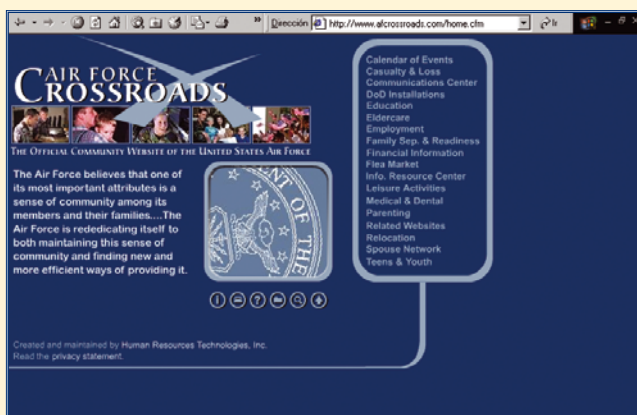 » Dirección http://www.afcrossroads.com/home.cfm Ir
AIR FORCE
CROSSROADS
THE OFFICIAL COMMUNITY WEBSITE OF THE UNITED STATES AIR FORCE
The Air Force believes that one of
its most important attributes is a
sense of community among its
members and their families....The
Air Force is rededicating itself to
both maintaining this sense of
community and finding new and
more efficient ways of providing it.
MENT OF THE
Calendar of Events
Casualty & Loss
Communications Center
DoD Installations
Education
Eldercare
Employment
Family Sep. & Readiness
Financial Information
Flea Market
Info. Resource Center
Leisure Activities
Medical & Dental
Parenting
Related Websites
Relocation
Spouse Network
Teens & Youth
Created and maintained by Human Resources Technologies, Inc.
Read the privacy statement.